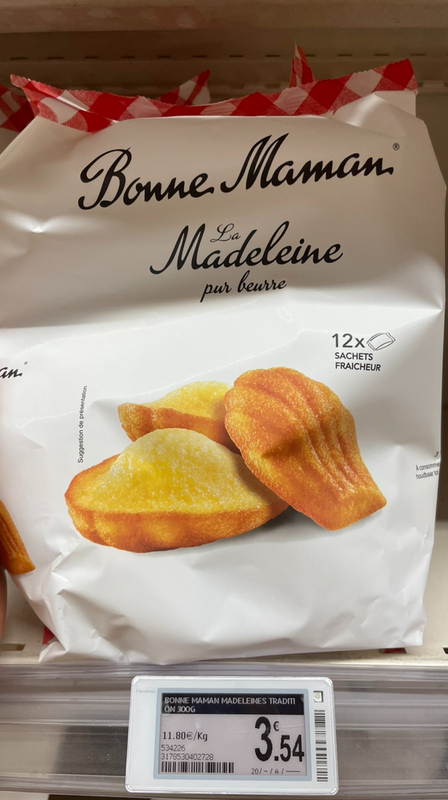 Bonne Maman®
La
Madeleine
pur beurre
12x
SACHETS
FRAICHEUR
an.
Suggestion de présentation
BONNE MAMAN MADELEINES TRADITI
ON 300G
11.80€/Kg
3€.54
534226
3178530402728